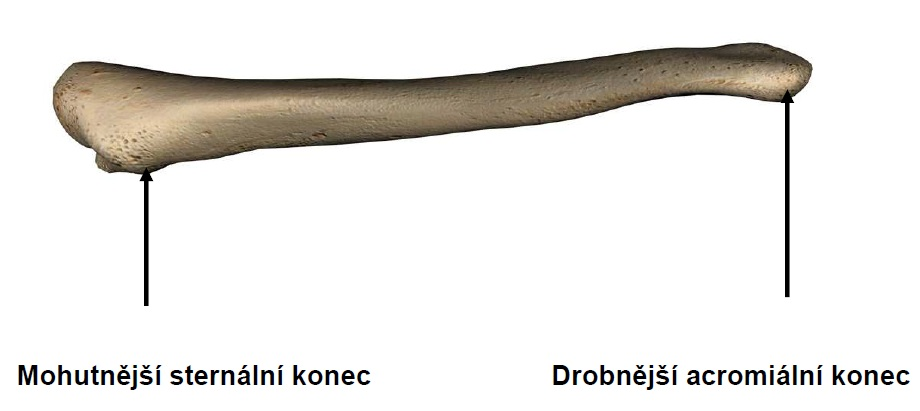 Mohutnější sternální konec
Drobnější acromiální konec